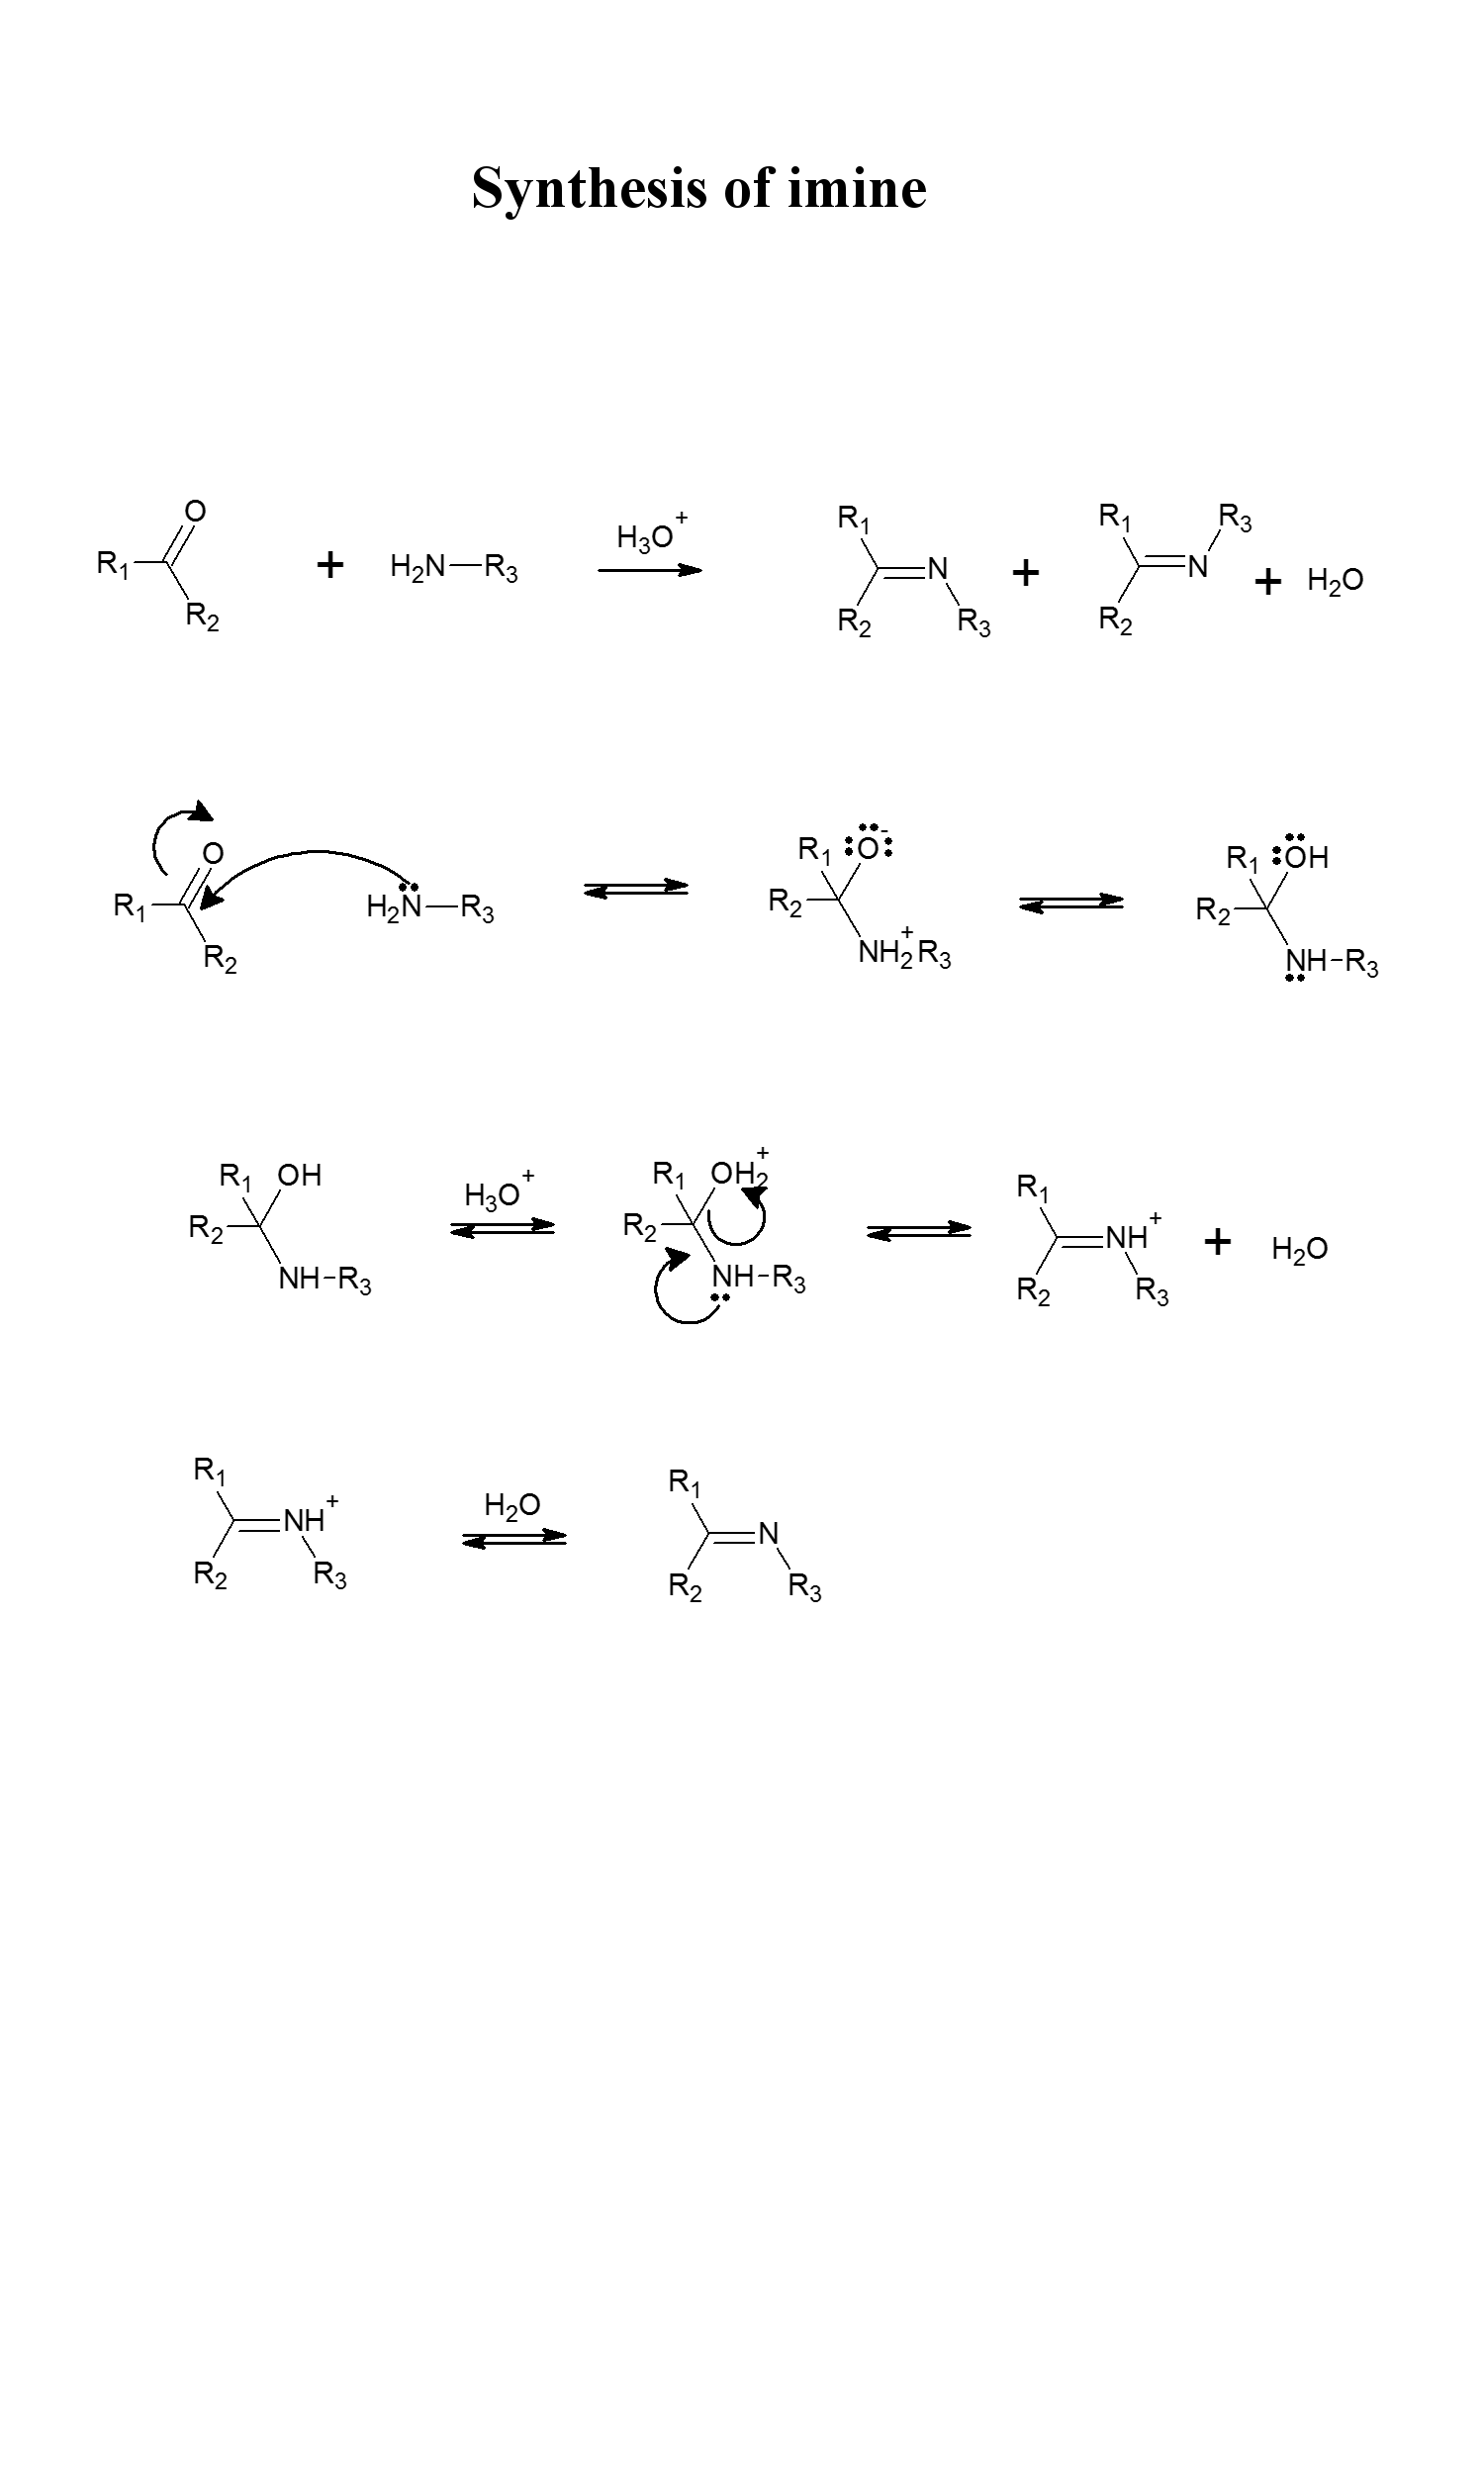 Synthesis of imine
R1 O R2 + H2N R3 H3O+ R1 N R2 R3 + R1 R3 N R2 + H2O
R1 O R2 H2N R3 R1 O- R2 NH2+ R3 R1 OH R2 NH R3
R1 OH R2 NH R3 H3O+ R1 OH2+ R2 NH R3 R1 NH+ R2 R3 + H2O
R1 NH+ R2 R3 H2O R1 N R2 R3